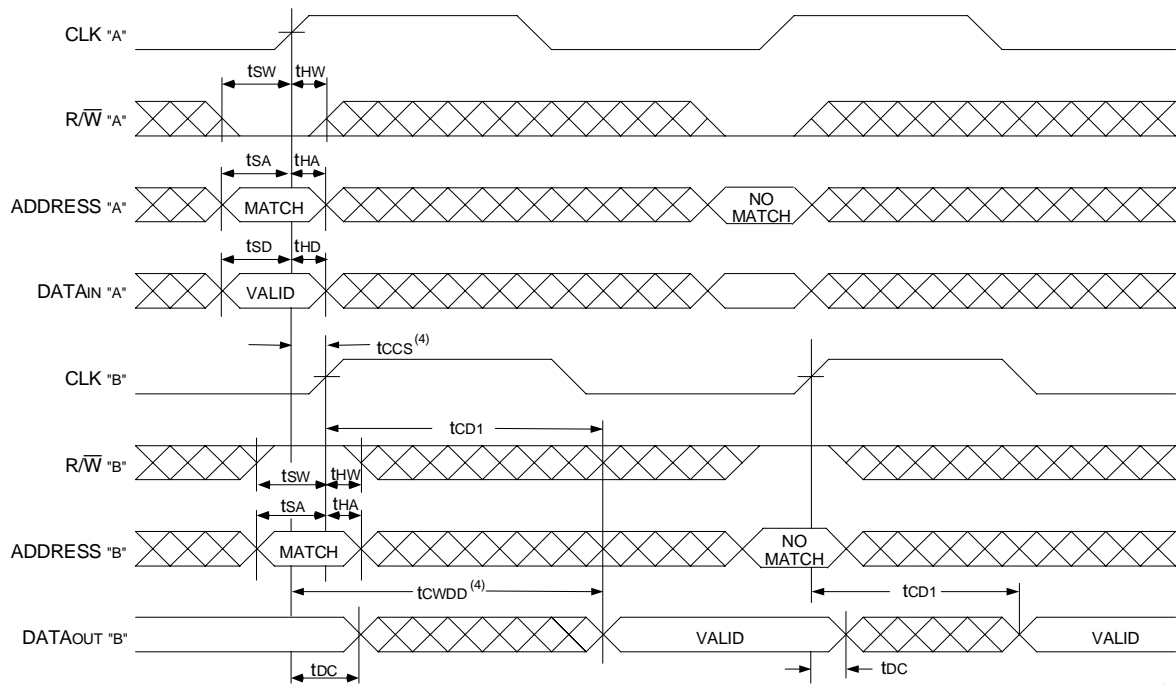 CLK "A"
tSW tHW
R/W "A"
tSA tHA
ADDRESS "A" MATCH NO MATCH
tSD tHD
DATAIN "A" VALID
tCCS(4)
CLK "B"
tCD1
R/W "B"
tSW tHW
tSA tHA
ADDRESS "B" MATCH NO MATCH
tCWDD(4) tCD1
DATAOUT "B" VALID VALID
tDC tDC